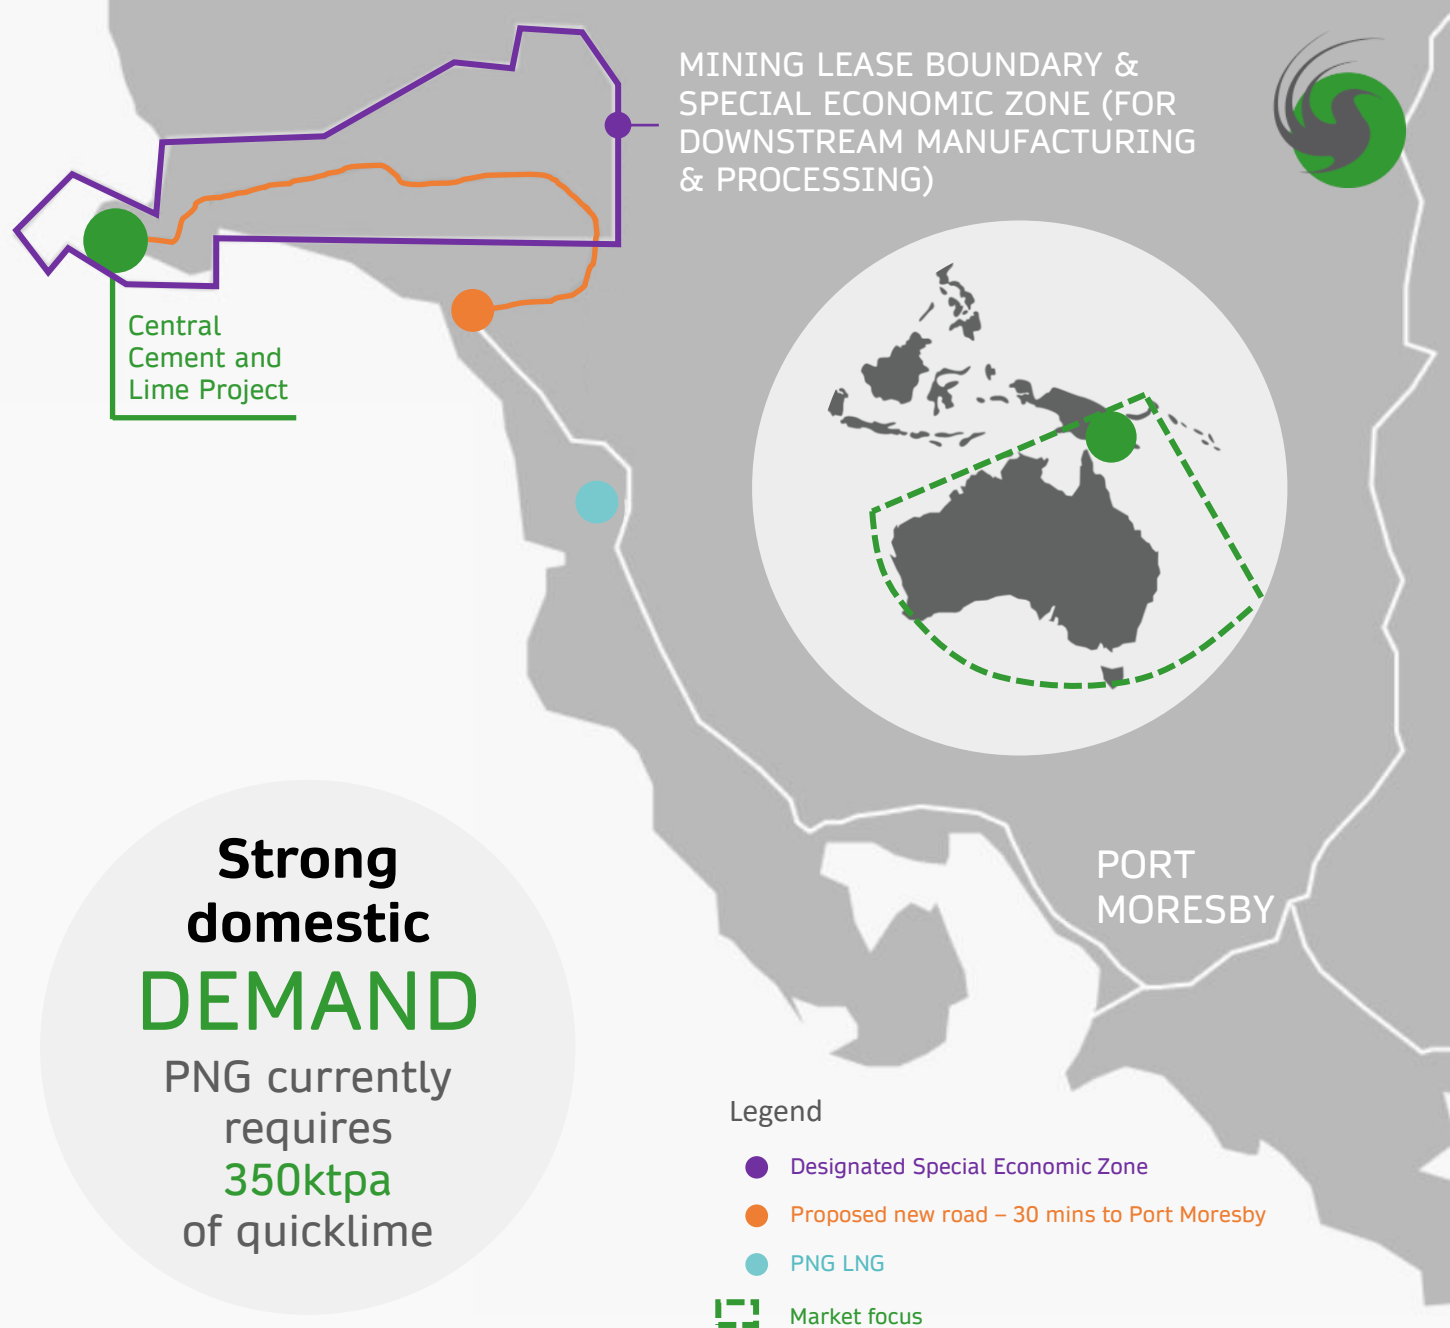 MINING LEASE BOUNDARY &
SPECIAL ECONOMIC ZONE (FOR
DOWNSTREAM MANUFACTURING
& PROCESSING)
Central
Cement and
Lime Project
PORT
MORESBY
Strong
domestic
DEMAND
PNG currently
requires
350ktpa
of quicklime
Legend
Designated Special Economic Zone
Proposed new road – 30 mins to Port Moresby
PNG LNG
Market focus